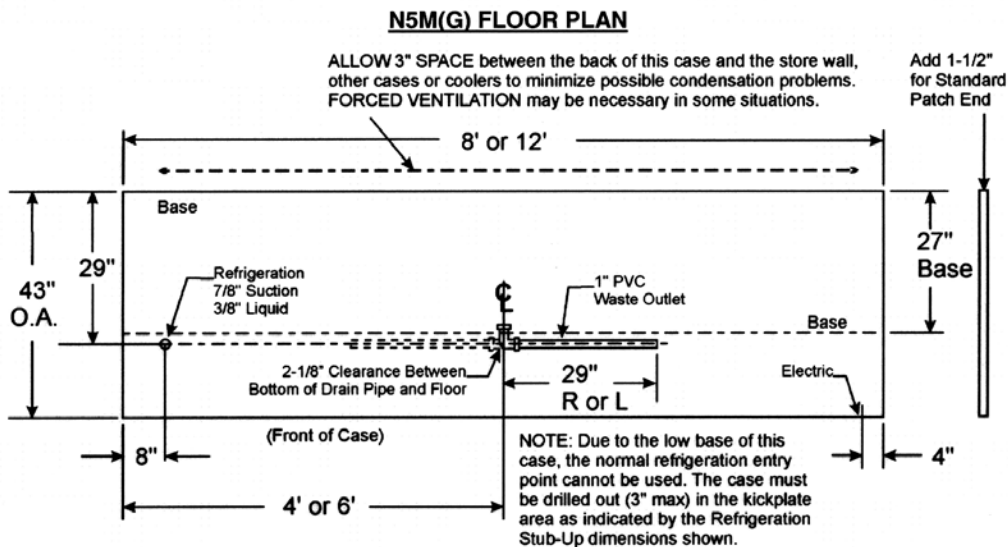 N5M(G) FLOOR PLAN
ALLOW 3" SPACE between the back of this case and the store wall,
other cases or coolers to minimize possible condensation problems.
FORCED VENTILATION may be necessary in some situations.
Add 1-1/2"
for Standard
Patch End
8' or 12'
Base
29"
43"
O.A.
27"
Base
Refrigeration
7/8" Suction
3/8" Liquid
CL
1" PVC
Waste Outlet
Base
2-1/8" Clearance Between
Bottom of Drain Pipe and Floor
29"
R or L
Electric
(Front of Case)
8"
4' or 6'
NOTE: Due to the low base of this
case, the normal refrigeration entry
point cannot be used. The case must
be drilled out (3" max) in the kickplate
area as indicated by the Refrigeration
Stub-Up dimensions shown.
4"